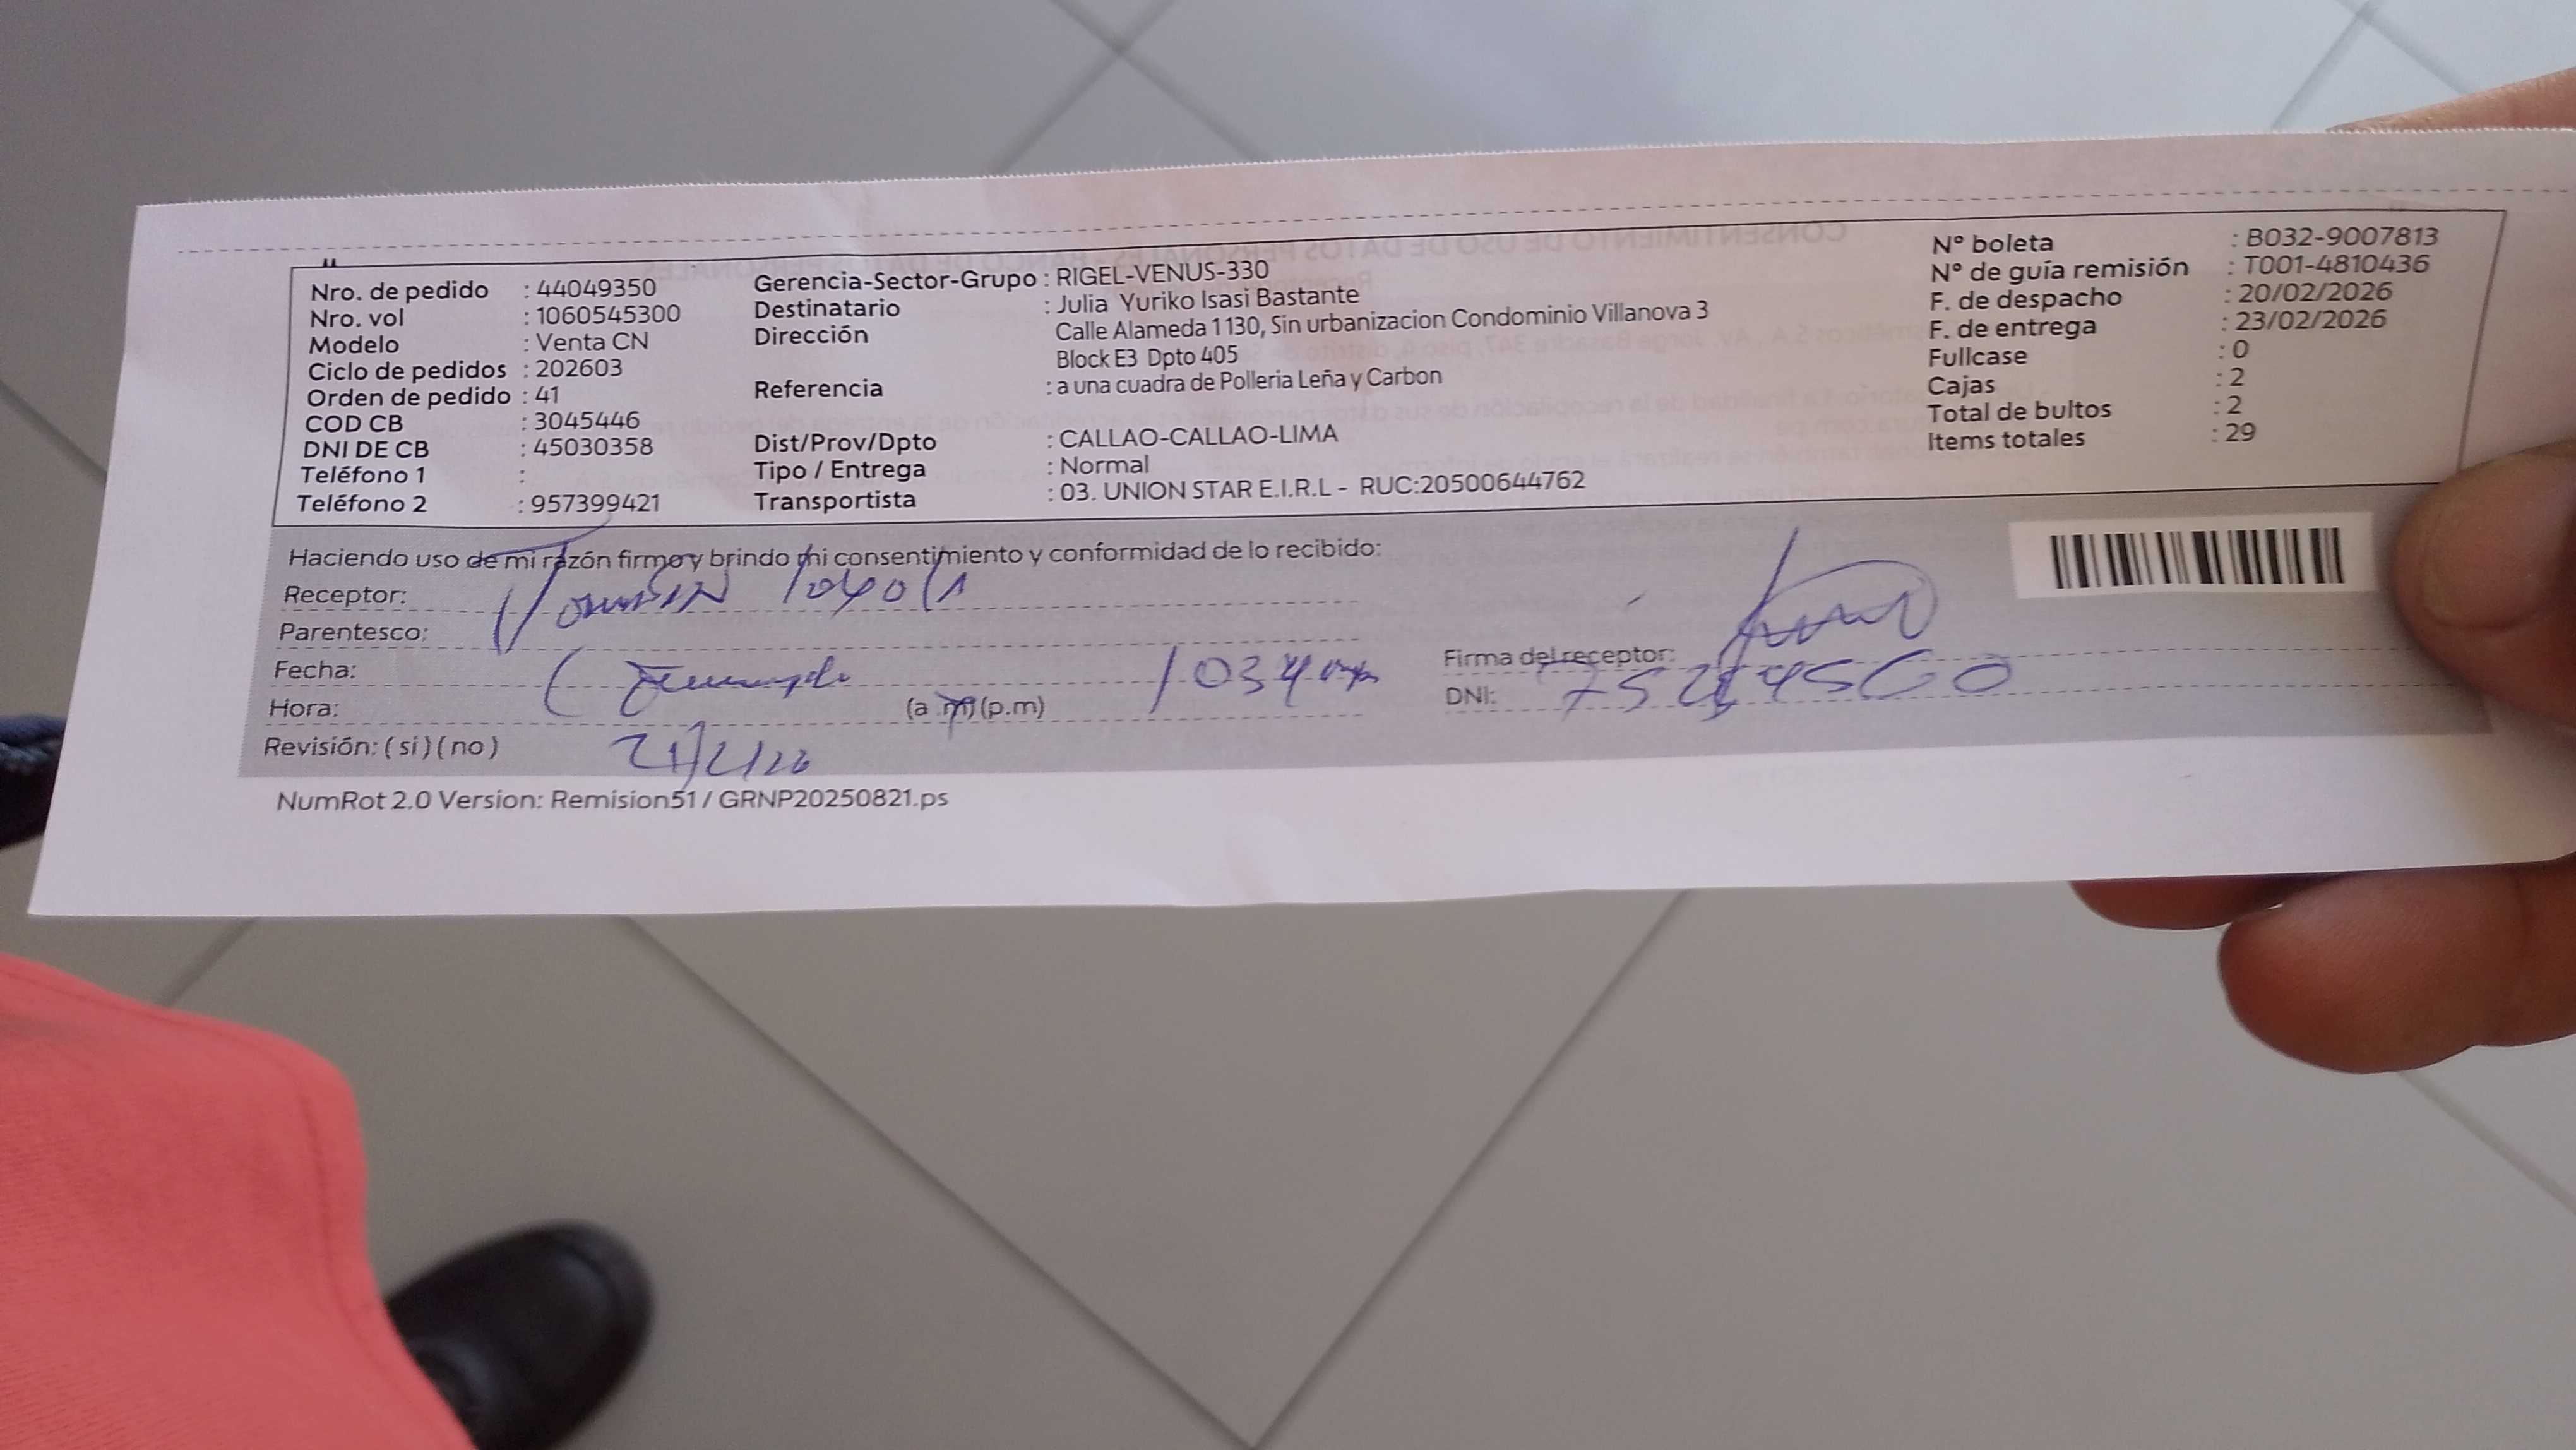 Nro. de pedido : 44049350
Nro. vol : 1060545300
Modelo : Venta CN
Ciclo de pedidos : 202603
Orden de pedido : 41
COD CB : 3045446
DNI DE CB : 45030358
Teléfono 1 :
Teléfono 2 : 957399421
Gerencia-Sector-Grupo : RIGEL-VENUS-330
Destinatario : Julia Yuriko Isasi Bastante
Dirección Calle Alameda 1 130, Sin urbanizacion Condominio Villanova 3
Block E3 Dpto 405
Referencia : a una cuadra de Polleria Leña y Carbon
Dist/Prov/Dpto : CALLAO-CALLAO-LIMA
Tipo / Entrega : Normal
Transportista : 03. UNION STAR E.I.R.L - RUC:20500644762
N° boleta : B032-9007813
N° de guía remisión : T001-4810436
F. de despacho : 20/02/2026
F. de entrega : 23/02/2026
Fullcase : 0
Cajas : 2
Total de bultos : 2
Items totales : 29
Haciendo uso de mi razón firmo y brindo mi consentimiento y conformidad de lo recibido:
Receptor:
Parentesco:
Fecha:
Hora: (a.m)(p.m)
Revisión: ( si ) ( no )
21/2/26
Firma del receptor:
DNI:
NumRot 2.0 Version: Remision51 / GRNP20250821.ps